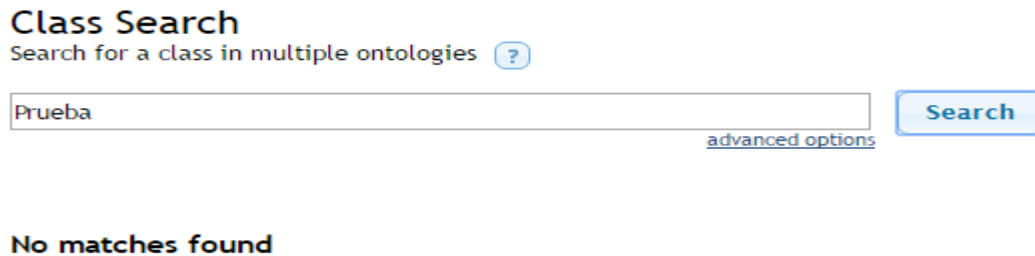 Class Search
Search for a class in multiple ontologies ?
Prueba
Search
advanced options
No matches found